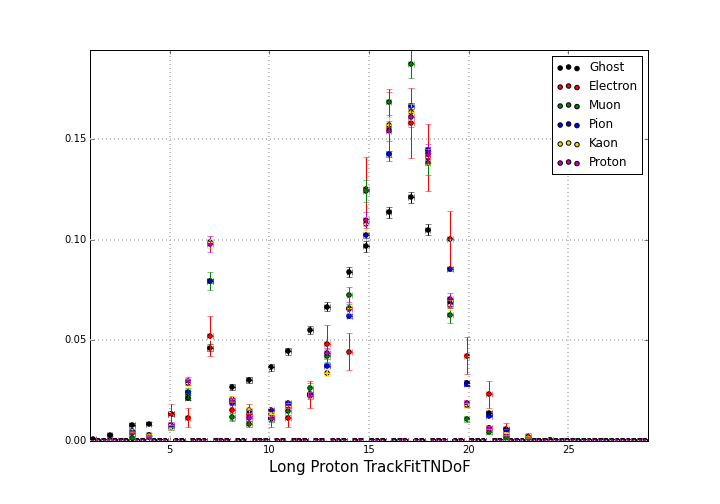 0.15
0.10
0.05
0.00
5
10
15
20
25
Long Proton TrackFitTNDoF
Ghost
Electron
Muon
Pion
Kaon
Proton